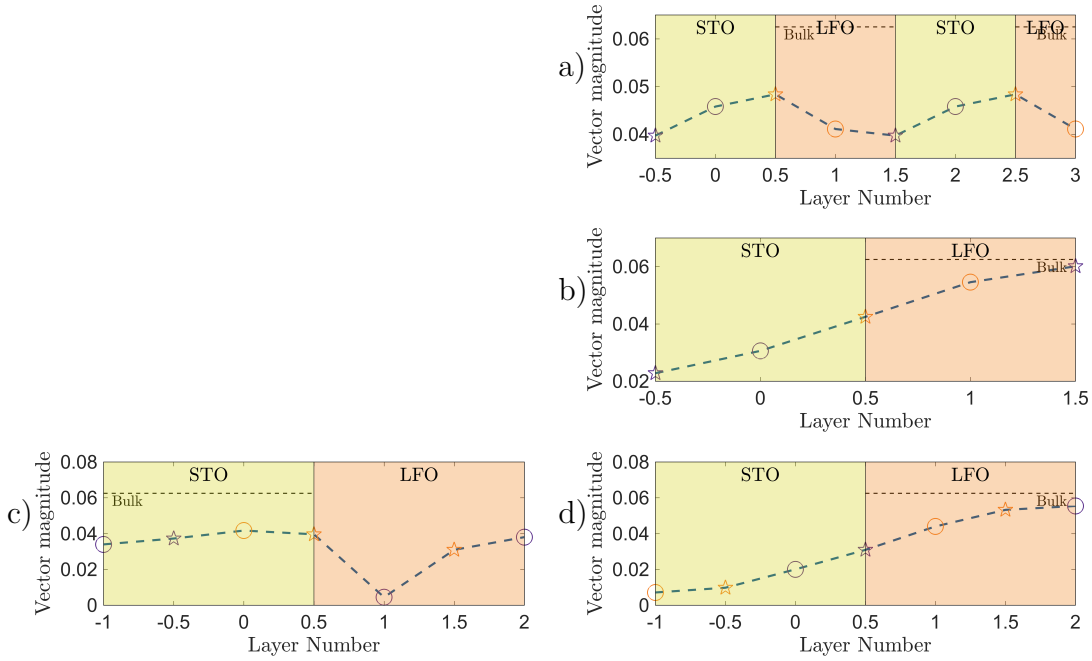 a)
Vector magnitude
0.06
0.05
0.04
STO
LFO
STO
LFO
Bulk
Bulk
-0.5 0 0.5 1 1.5 2 2.5 3
Layer Number
b)
Vector magnitude
0.06
0.04
0.02
STO
LFO
Bulk
-0.5 0 0.5 1 1.5
Layer Number
c)
Vector magnitude
0.08
0.06
0.04
0.02
0
STO
LFO
Bulk
-1 -0.5 0 0.5 1 1.5 2
Layer Number
d)
Vector magnitude
0.08
0.06
0.04
0.02
0
STO
LFO
Bulk
-1 -0.5 0 0.5 1 1.5 2
Layer Number